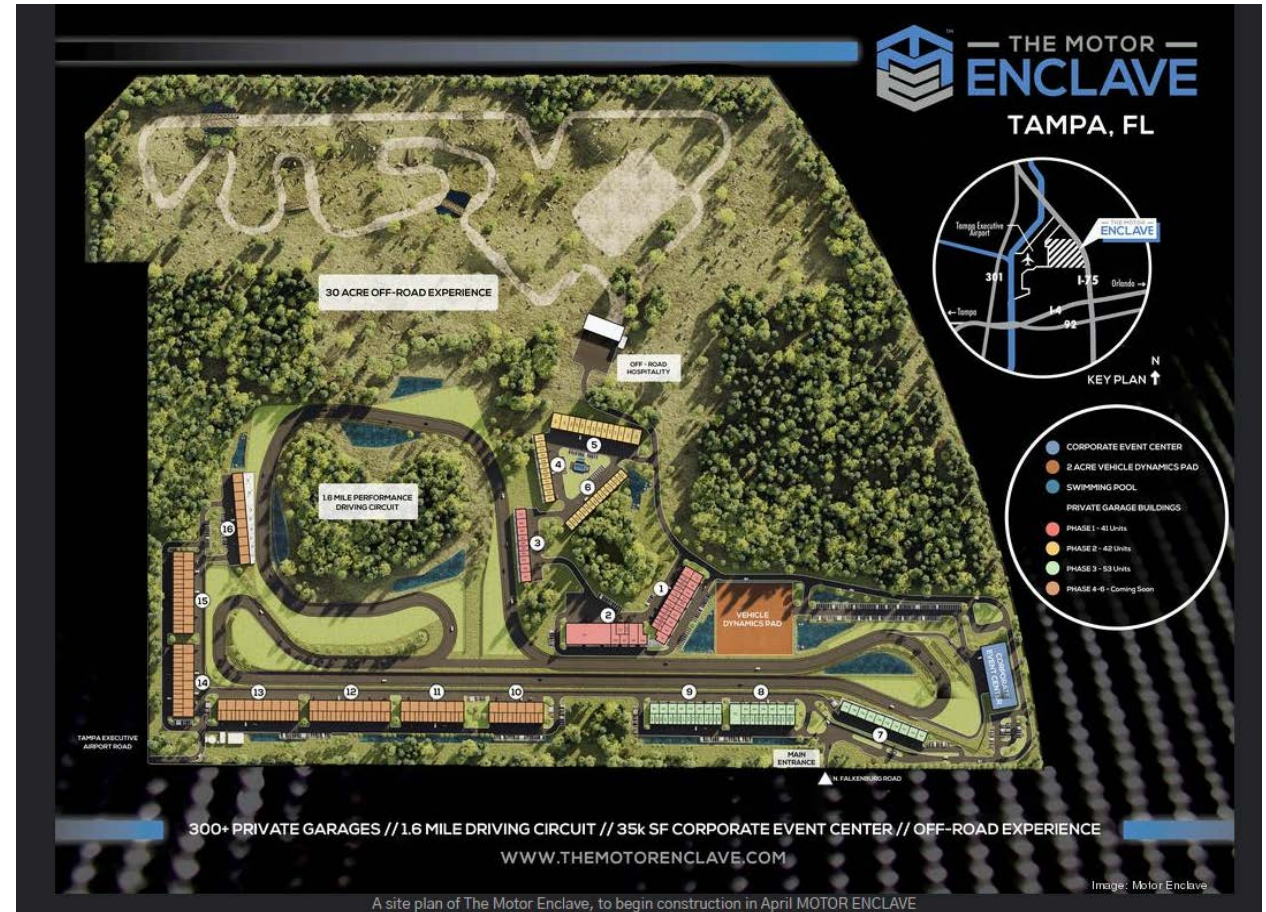 THE MOTOR
ENCLAVE
TAMPA, FL
Tampa Executive
Airport
THE MOTOR
ENCLAVE
301
I-75
Orlando →
← Tampa
I-4
92
N
KEY PLAN ↑
30 ACRE OFF-ROAD EXPERIENCE
OFF - ROAD
HOSPITALITY
CORPORATE EVENT CENTER
2 ACRE VEHICLE DYNAMICS PAD
SWIMMING POOL
PRIVATE GARAGE BUILDINGS
PHASE 1 - 41 Units
PHASE 2 - 42 Units
PHASE 3 - 53 Units
PHASE 4-6 - Coming Soon
1.6 MILE PERFORMANCE
DRIVING CIRCUIT
5
4
6
16
3
15
1
2
VEHICLE
DYNAMICS PAD
CORPORATE
EVENT CENTER
14
13
12
11
10
9
8
7
TAMPA EXECUTIVE
AIRPORT ROAD
MAIN
ENTRANCE
N. FALKENBURG ROAD
300+ PRIVATE GARAGES // 1.6 MILE DRIVING CIRCUIT // 35k SF CORPORATE EVENT CENTER // OFF-ROAD EXPERIENCE
WWW.THEMOTORENCLAVE.COM
Image: Motor Enclave
A site plan of The Motor Enclave, to begin construction in April MOTOR ENCLAVE